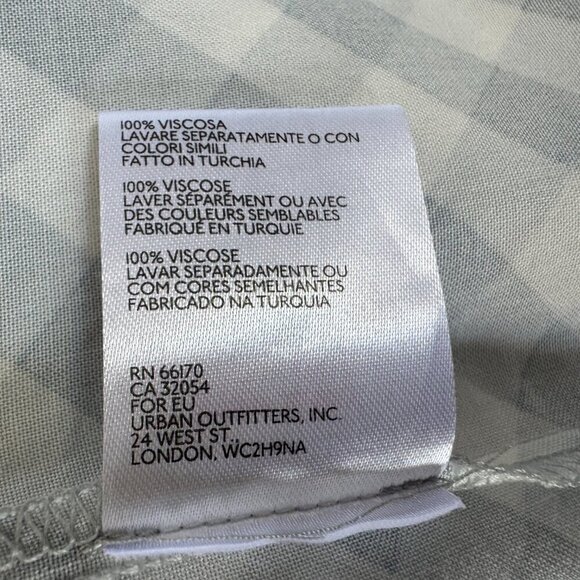 100% VISCOSA
LAVARE SEPARATAMENTE O CON
COLORI SIMILI
FATTO IN TURCHIA
100% VISCOSE
LAVER SÉPARÉMENT OU AVEC
DES COULEURS SEMBLABLES
FABRIQUÉ EN TURQUIE
100% VISCOSE
LAVAR SEPARADAMENTE OU
COM CORES SEMELHANTES
FABRICADO NA TURQUIA
RN 66170
CA 32054
FOR EU
URBAN OUTFITTERS, INC.
24 WEST ST.,
LONDON, WC2H9NA